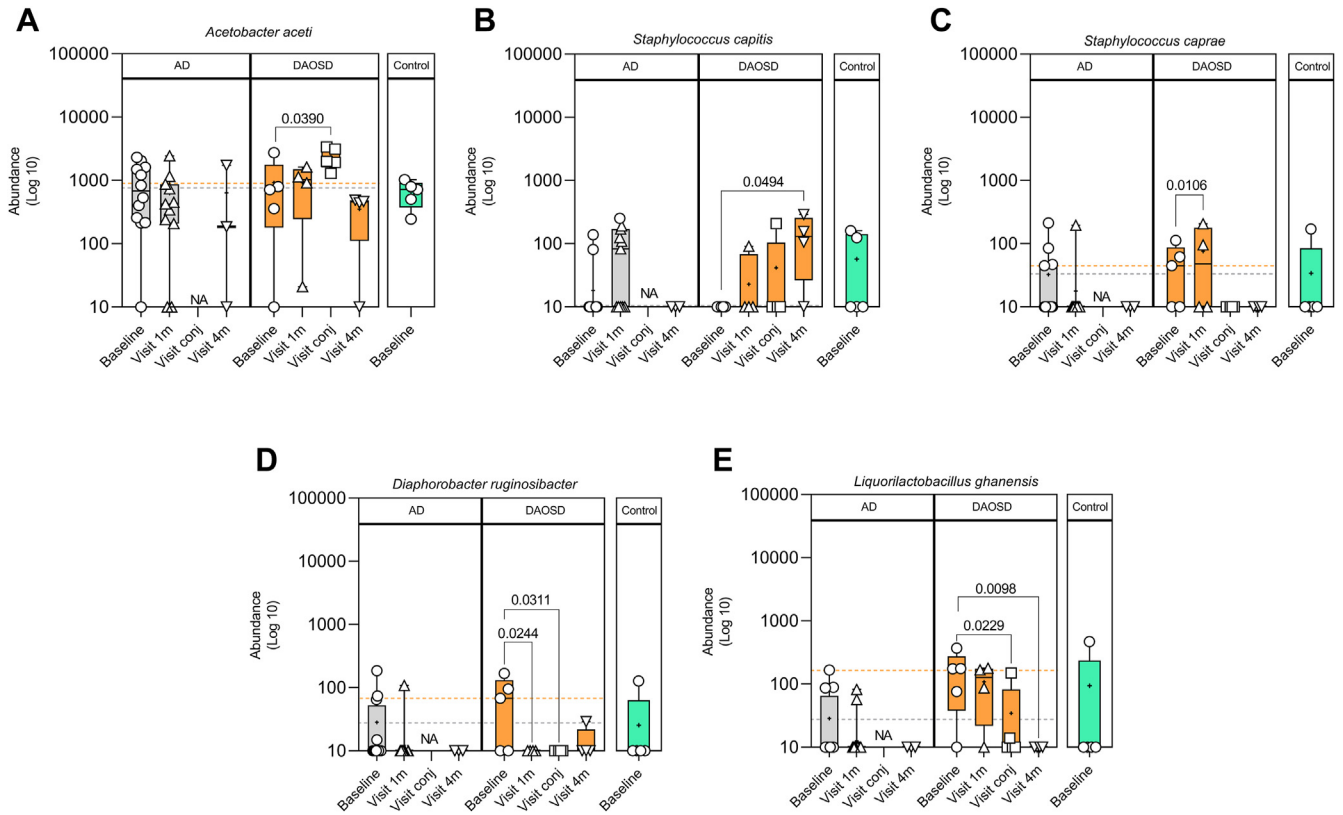 A
Acetobacter aceti
Abundance
(Log 10)
100000
10000
1000
100
10
AD
DAOSD
Control
0.0390
NA
Baseline
Visit 1m
Visit conj
Visit 4m
Baseline
Visit 1m
Visit conj
Visit 4m
Baseline
B
Staphylococcus capitis
Abundance
(Log 10)
100000
10000
1000
100
10
AD
DAOSD
Control
0.0494
NA
Baseline
Visit 1m
Visit conj
Visit 4m
Baseline
Visit 1m
Visit conj
Visit 4m
Baseline
C
Staphylococcus caprae
Abundance
(Log 10)
100000
10000
1000
100
10
AD
DAOSD
Control
0.0106
NA
Baseline
Visit 1m
Visit conj
Visit 4m
Baseline
Visit 1m
Visit conj
Visit 4m
Baseline
D
Diaphorobacter ruginosibacter
Abundance
(Log 10)
100000
10000
1000
100
10
AD
DAOSD
Control
0.0311
0.0244
NA
Baseline
Visit 1m
Visit conj
Visit 4m
Baseline
Visit 1m
Visit conj
Visit 4m
Baseline
E
Liquorilactobacillus ghanensis
Abundance
(Log 10)
100000
10000
1000
100
10
AD
DAOSD
Control
0.0098
0.0229
NA
Baseline
Visit 1m
Visit conj
Visit 4m
Baseline
Visit 1m
Visit conj
Visit 4m
Baseline